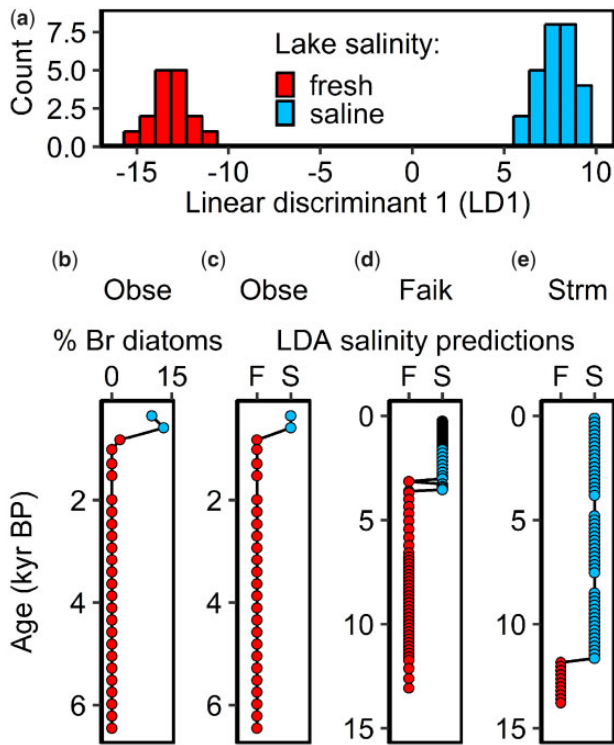 (a)
Count
7.5
5.0
2.5
0.0
Lake salinity:
fresh
saline
-15 -10 -5 0 5 10
Linear discriminant 1 (LD1)
(b) (c) (d) (e)
Obse Obse Faik Strm
% Br diatoms LDA salinity predictions
0 15 F S F S F S
Age (kyr BP)
2
4
6
2
4
6
0
5
10
15
0
5
10
15